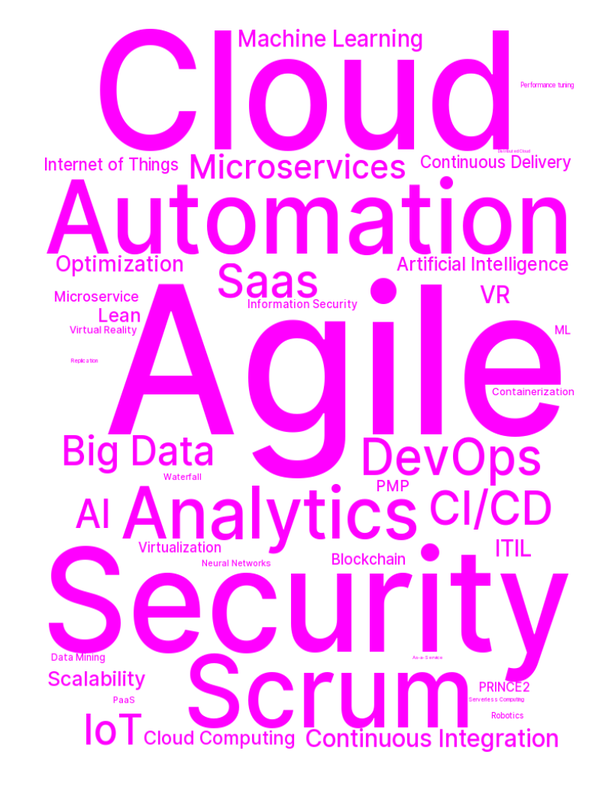 Machine Learning
Cloud
Performance tuning
Internet of Things
Microservices
Continuous Delivery
Automation
Optimization
Saas
Artificial Intelligence
Microservice
Information Security
VR
Lean
Virtual Reality
ML
Agile
Replication
Containerization
Big Data
DevOps
Waterfall
PMP
AI
Analytics
CI/CD
Virtualization
Neural Networks
Blockchain
ITIL
Security
Data Mining
Scalability
Scrum
PRINCE2
PaaS
Serverless Computing
Robotics
IoT
Cloud Computing
Continuous Integration